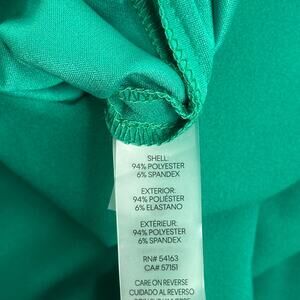 SHELL:
94% POLYESTER
6% SPANDEX
EXTERIOR:
94% POLIÉSTER
6% ELASTANO
EXTÉRIEUR:
94% POLYESTER
6% SPANDEX
RN# 54163
CA# 57151
CARE ON REVERSE
CUIDADO AL REVERSO